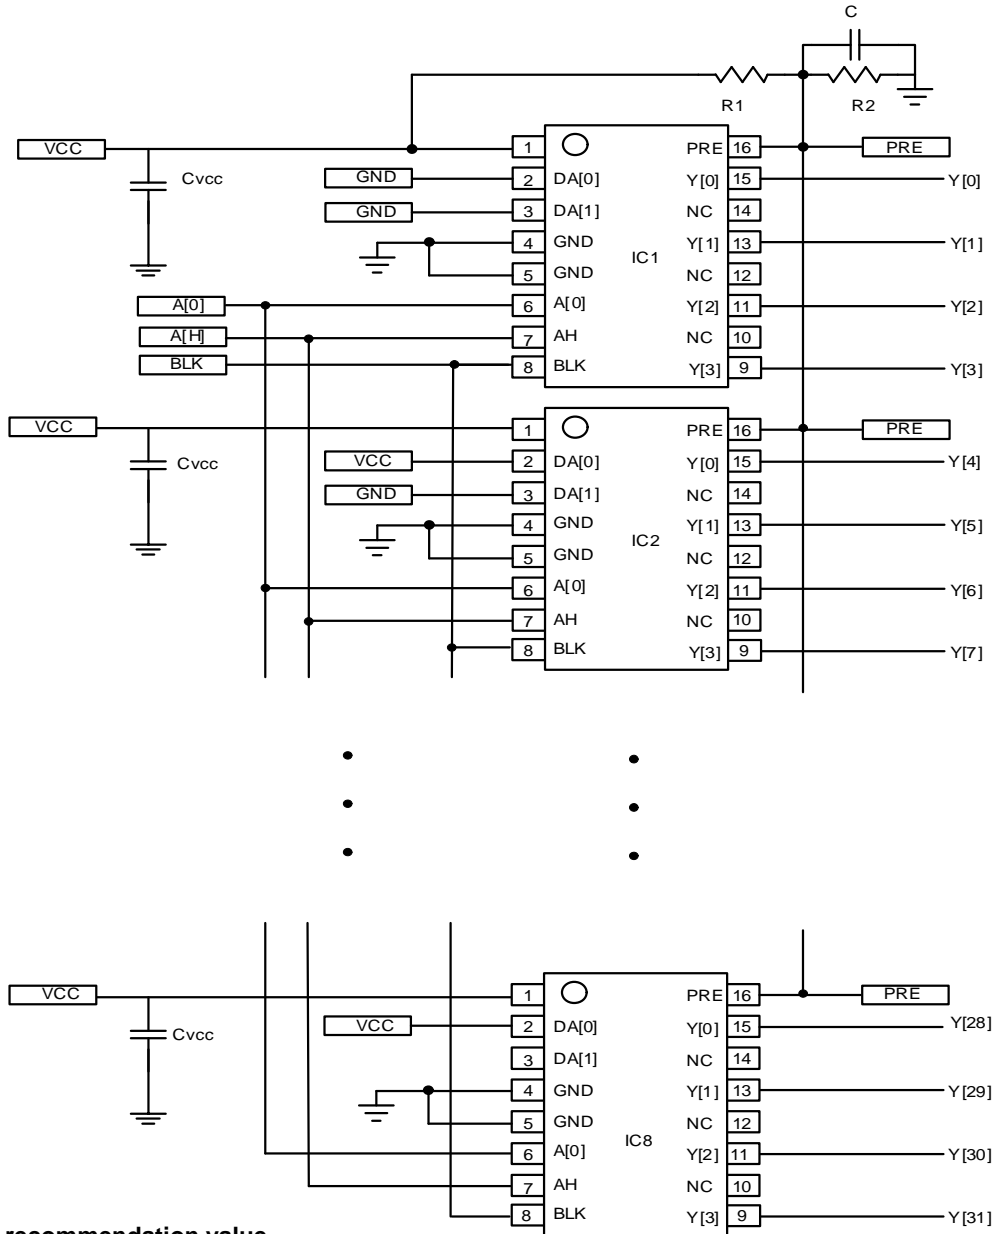 C
R1
R2
VCC
1
PRE
16
PRE
Cvcc
GND
2
DA[0]
Y[0]
15
Y[0]
GND
3
DA[1]
NC
14
4
GND
IC1
Y[1]
13
Y[1]
5
GND
NC
12
A[0]
6
A[0]
Y[2]
11
Y[2]
A[H]
7
AH
NC
10
BLK
8
BLK
Y[3]
9
Y[3]
VCC
1
PRE
16
PRE
Cvcc
VCC
2
DA[0]
Y[0]
15
Y[4]
GND
3
DA[1]
NC
14
4
GND
IC2
Y[1]
13
Y[5]
5
GND
NC
12
6
A[0]
Y[2]
11
Y[6]
7
AH
NC
10
8
BLK
Y[3]
9
Y[7]
VCC
1
PRE
16
PRE
Cvcc
VCC
2
DA[0]
Y[0]
15
Y[28]
3
DA[1]
NC
14
4
GND
Y[1]
13
Y[29]
5
GND
IC8
NC
12
6
A[0]
Y[2]
11
Y[30]
7
AH
NC
10
8
BLK
Y[3]
9
Y[31]
recommendation value